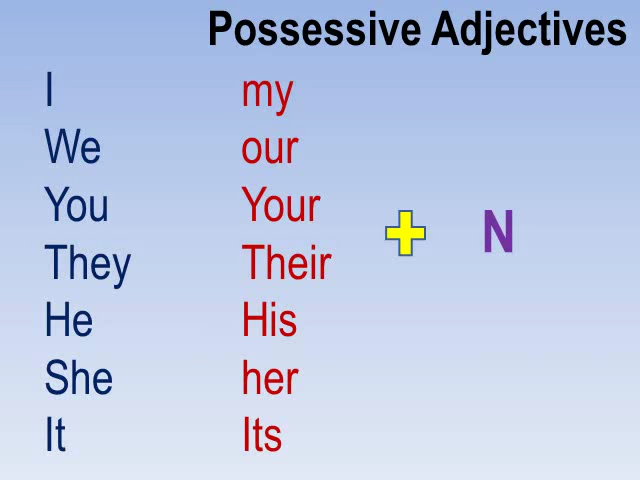 Possessive Adjectives
I my
We our
You Your
They Their
He His
She her
It Its
N